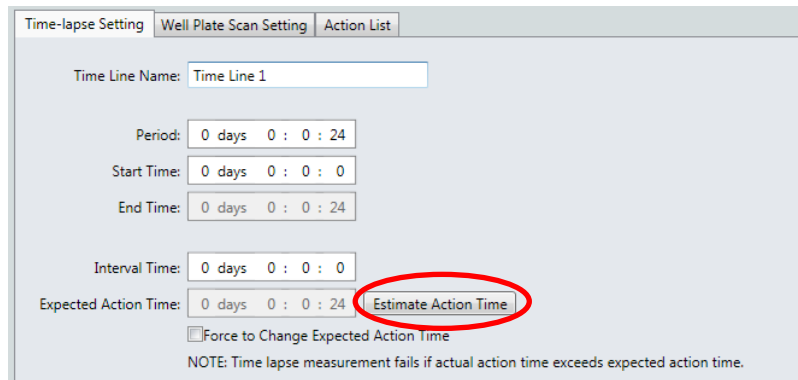 Time-lapse Setting Well Plate Scan Setting Action List
Time Line Name: Time Line 1
Period: 0 days 0 : 0 : 24
Start Time: 0 days 0 : 0 : 0
End Time: 0 days 0 : 0 : 24
Interval Time: 0 days 0 : 0 : 0
Expected Action Time: 0 days 0 : 0 : 24 Estimate Action Time
Force to Change Expected Action Time
NOTE: Time lapse measurement fails if actual action time exceeds expected action time.